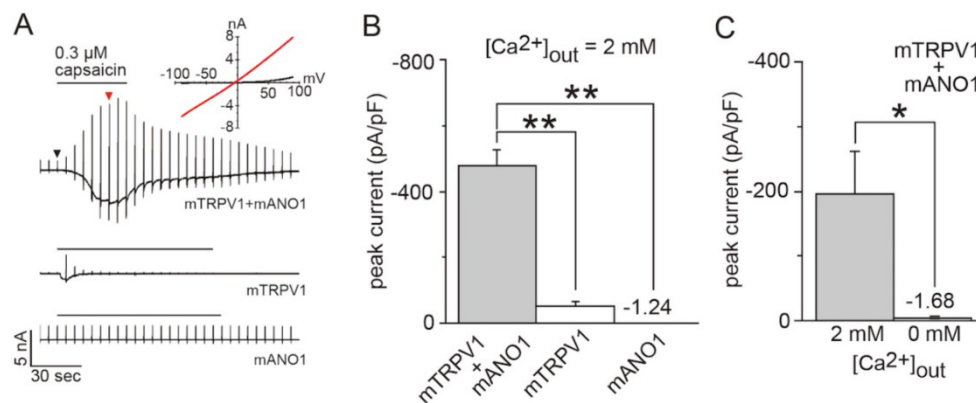 A
0.3 µM
capsaicin
nA
8
4
-100 -50
mV
50 100
-4
-8
mTRPV1+mANO1
mTRPV1
mANO1
5 nA
30 sec
B
[Ca2+]out = 2 mM
-800
-400
0
peak current (pA/pF)
**
**
-1.24
mTRPV1
+
mANO1
mTRPV1
mANO1
C
mTRPV1
+
mANO1
-400
-300
-200
-100
0
peak current (pA/pF)
*
-1.68
2 mM 0 mM
[Ca2+]out